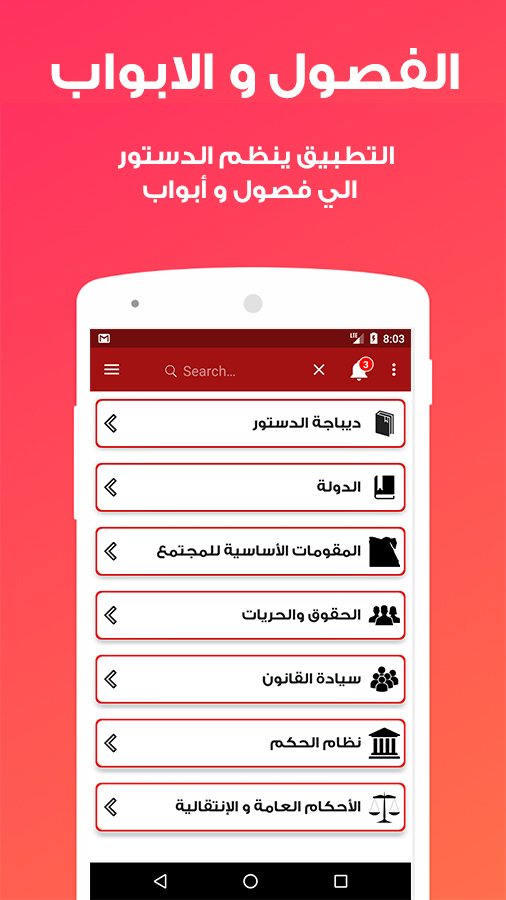 الفصول و الابواب
التطبيق ينظم الدستور
الي فصول و أبواب
LTE 8:03
Search...
3
ديباجة الدستور
الدولة
المقومات الأساسية للمجتمع
الحقوق والحريات
سيادة القانون
نظام الحكم
الأحكام العامة و الإنتقالية